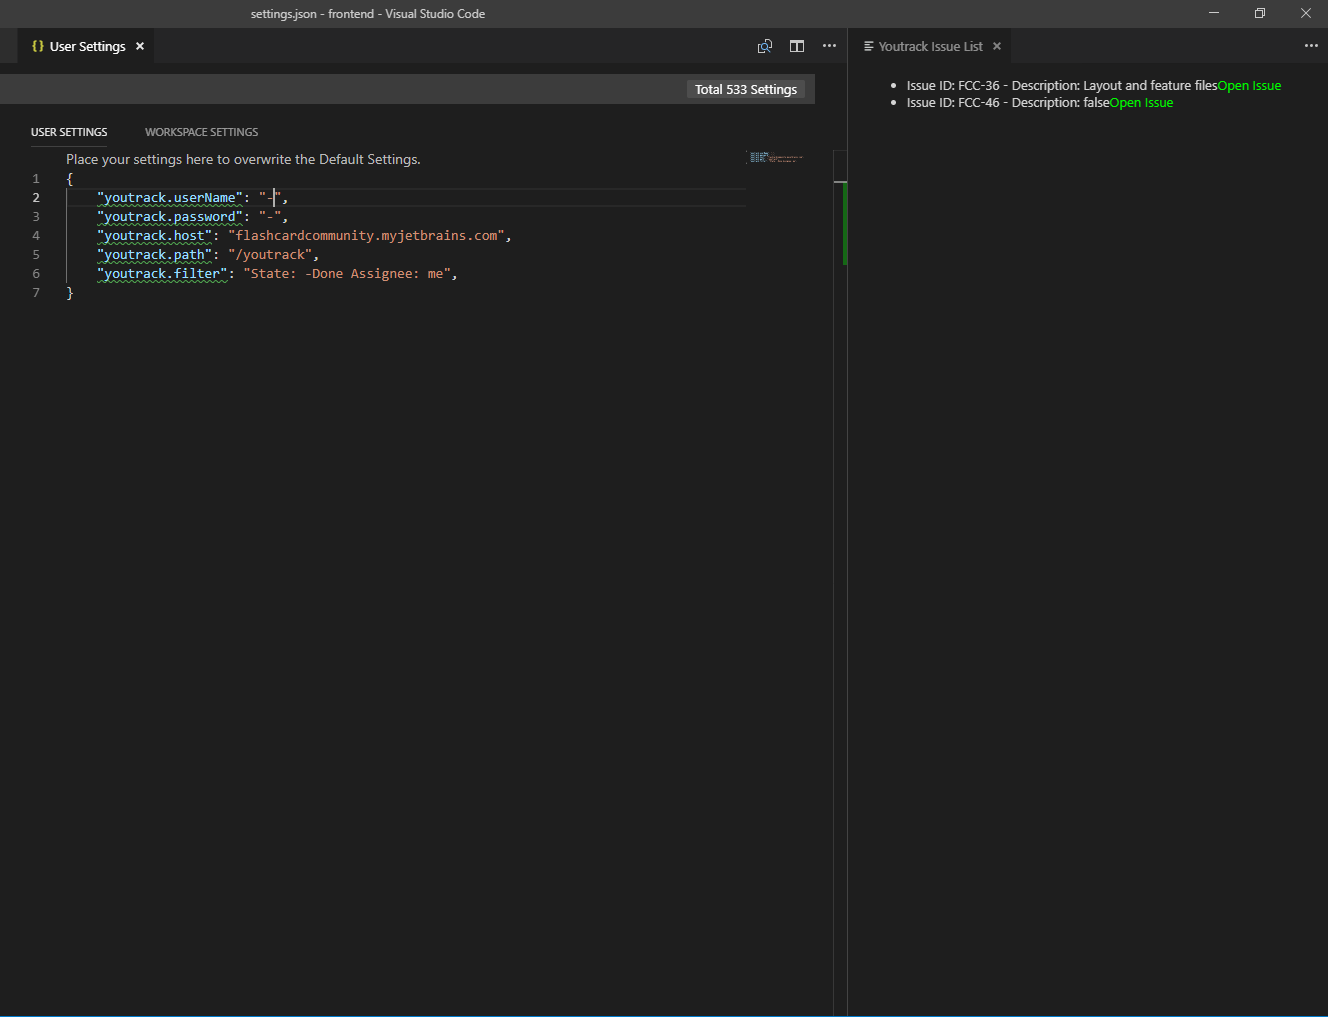 settings.json - frontend - Visual Studio Code
{} User Settings ×
Total 533 Settings
USER SETTINGS WORKSPACE SETTINGS
Place your settings here to overwrite the Default Settings.
1 {
2 "youtrack.userName": "-",
3 "youtrack.password": "-",
4 "youtrack.host": "flashcardcommunity.myjetbrains.com",
5 "youtrack.path": "/youtrack",
6 "youtrack.filter": "State: -Done Assignee: me",
7 }
Youtrack Issue List ×
• Issue ID: FCC-36 - Description: Layout and feature filesOpen Issue
• Issue ID: FCC-46 - Description: falseOpen Issue